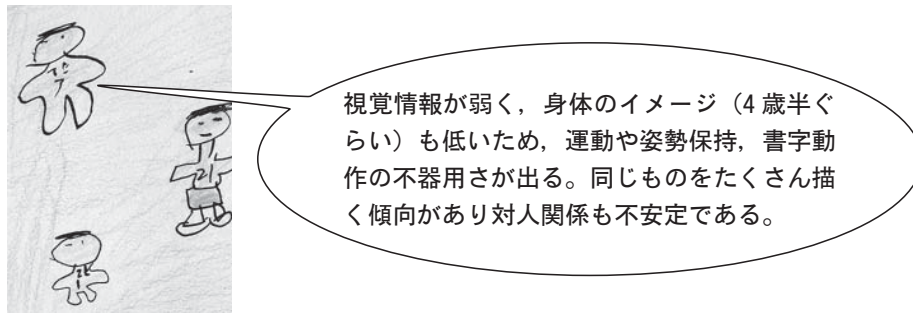 視覚情報が弱く，身体のイメージ（4 歳半ぐ
らい）も低いため，運動や姿勢保持，書字動
作の不器用さが出る。同じものをたくさん描
く傾向があり対人関係も不安定である。